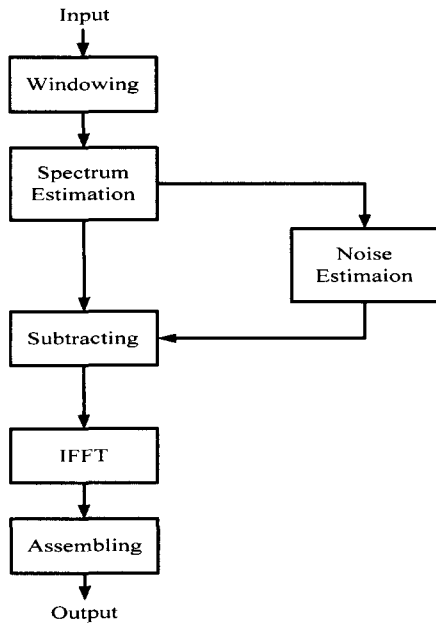 Input
Windowing
Spectrum
Estimation
Noise
Estimaion
Subtracting
IFFT
Assembling
Output